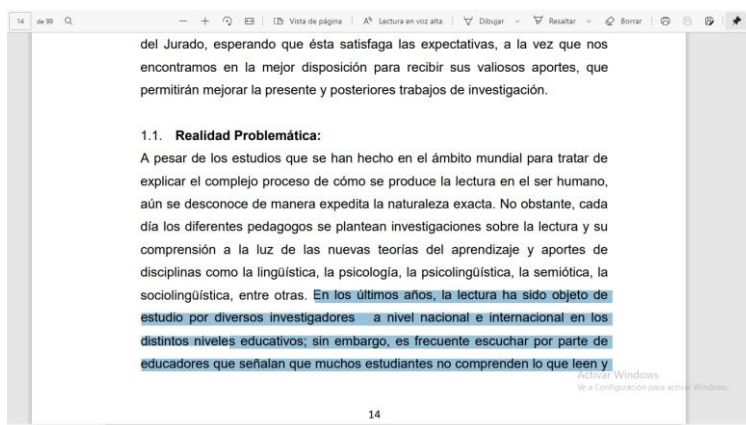 14 de 99 Vista de página Lectura en voz alta Dibujar Resaltar Borrar
del Jurado, esperando que ésta satisfaga las expectativas, a la vez que nos
encontramos en la mejor disposición para recibir sus valiosos aportes, que
permitirán mejorar la presente y posteriores trabajos de investigación.
1.1. Realidad Problemática:
A pesar de los estudios que se han hecho en el ámbito mundial para tratar de
explicar el complejo proceso de cómo se produce la lectura en el ser humano,
aún se desconoce de manera expedita la naturaleza exacta. No obstante, cada
día los diferentes pedagogos se plantean investigaciones sobre la lectura y su
comprensión a la luz de las nuevas teorías del aprendizaje y aportes de
disciplinas como la lingüística, la psicología, la psicolingüística, la semiótica, la
sociolingüística, entre otras. En los últimos años, la lectura ha sido objeto de
estudio por diversos investigadores a nivel nacional e internacional en los
distintos niveles educativos; sin embargo, es frecuente escuchar por parte de
educadores que señalan que muchos estudiantes no comprenden lo que leen y
Activar Windows
Ve a Configuración para activar Windows.
14